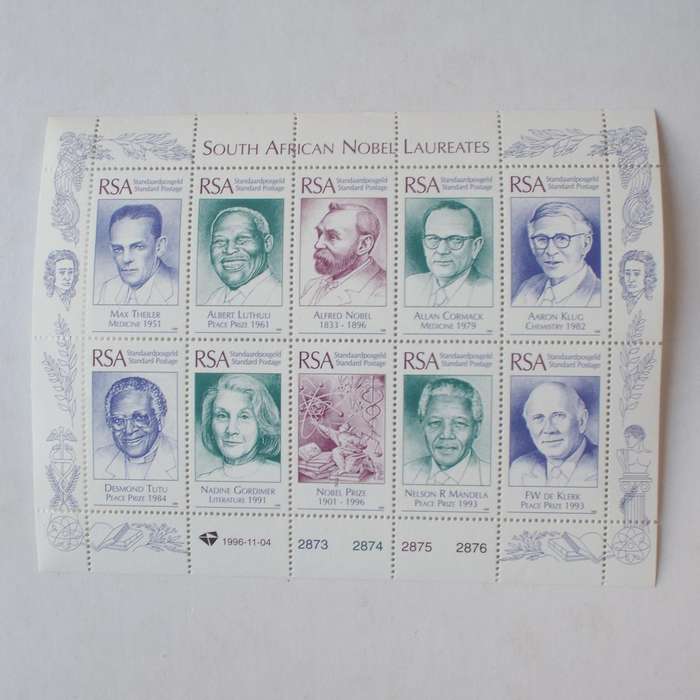 South African Nobel Laureates
RSA Standaardposgeld
Standard Postage
Max Theiler
Medicine 1951
RSA Standaardposgeld
Standard Postage
Albert Luthuli
Peace Prize 1961
RSA Standaardposgeld
Standard Postage
Alfred Nobel
1833 - 1896
RSA Standaardposgeld
Standard Postage
Allan Cormack
Medicine 1979
RSA Standaardposgeld
Standard Postage
Aaron Klug
Chemistry 1982
RSA Standaardposgeld
Standard Postage
Desmond Tutu
Peace Prize 1984
RSA Standaardposgeld
Standard Postage
Nadine Gordimer
Literature 1991
RSA Standaardposgeld
Standard Postage
Nobel Prize
1901 - 1996
RSA Standaardposgeld
Standard Postage
Nelson R Mandela
Peace Prize 1993
RSA Standaardposgeld
Standard Postage
FW de Klerk
Peace Prize 1993
1996-11-04 2873 2874 2875 2876